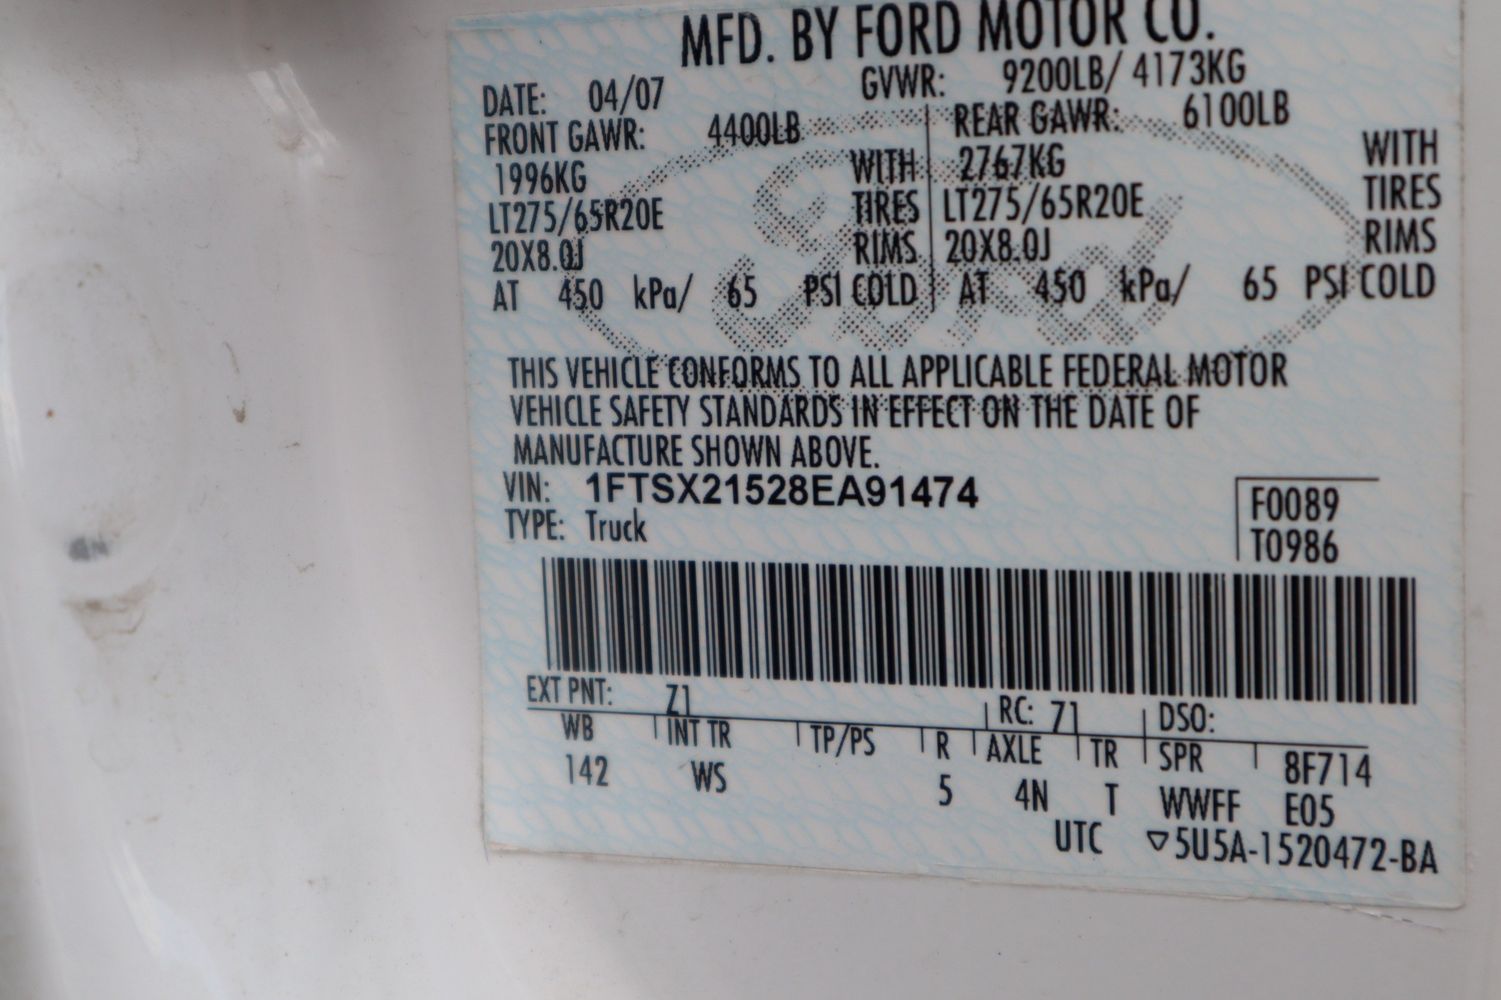 MFD. BY FORD MOTOR CO.
DATE: 04/07 GVWR: 9200LB/ 4173KG
FRONT GAWR: 4400LB REAR GAWR: 6100LB
1996KG WITH 2767KG WITH
LT275/65R20E TIRES LT275/65R20E TIRES
20X8.0J RIMS 20X8.0J RIMS
AT 450 kPa/ 65 PSI COLD AT 450 kPa/ 65 PSI COLD
Ford
THIS VEHICLE CONFORMS TO ALL APPLICABLE FEDERAL MOTOR
VEHICLE SAFETY STANDARDS IN EFFECT ON THE DATE OF
MANUFACTURE SHOWN ABOVE.
VIN: 1FTSX21528EA91474 F0089
TYPE: Truck T0986
EXT PNT: Z1 RC: 71 DSO:
WB INT TR TP/PS R AXLE TR SPR 8F714
142 WS 5 4N T WWFF E05
UTC ▽5U5A-1520472-BA